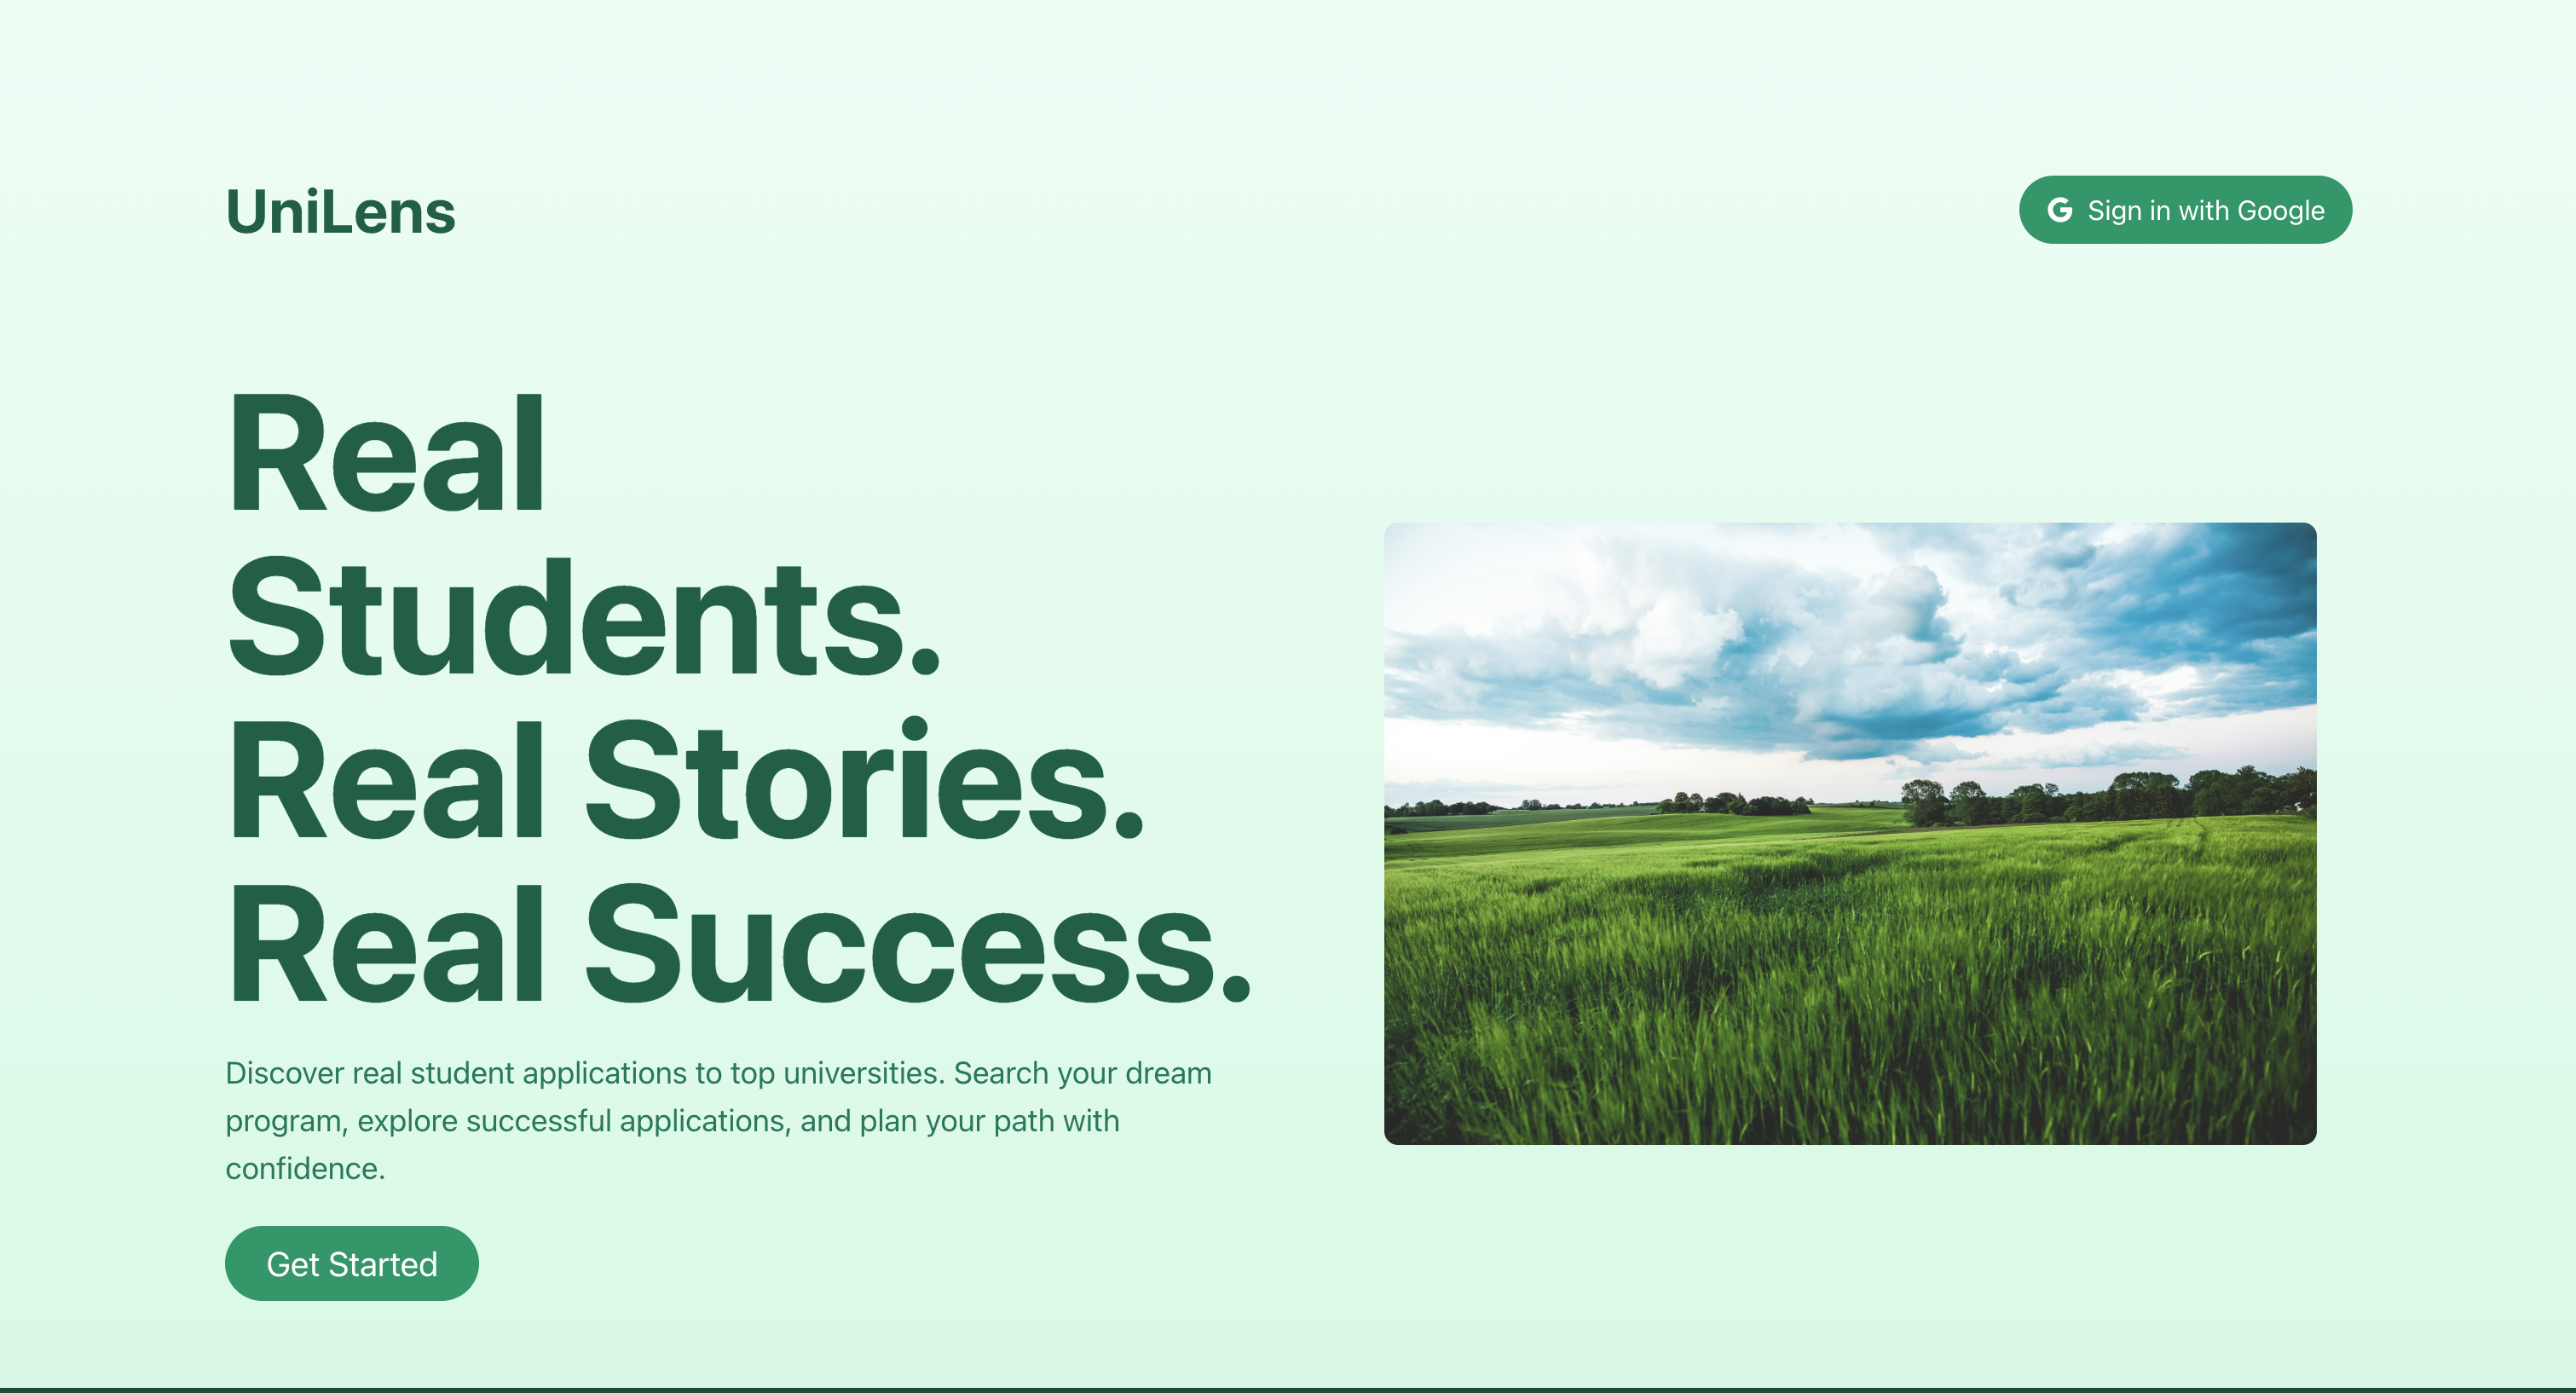 UniLens
Sign in with Google
Real
Students.
Real Stories.
Real Success.
Discover real student applications to top universities. Search your dream
program, explore successful applications, and plan your path with
confidence.
Get Started